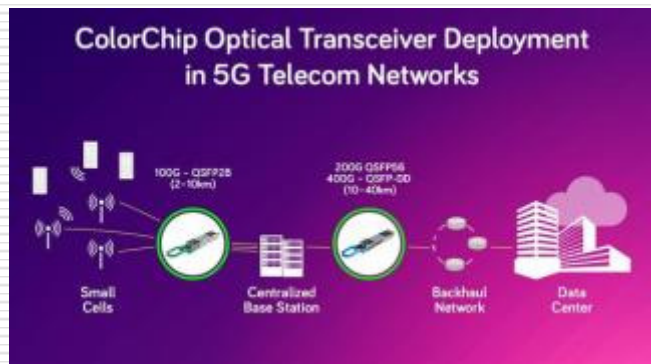 ColorChip Optical Transceiver Deployment
in 5G Telecom Networks
100G - QSFP28
(2-10km)
200G QSFP56
400G - QSFP-DD
(10-40km)
Small
Cells
Centralized
Base Station
Backhaul
Network
Data
Center